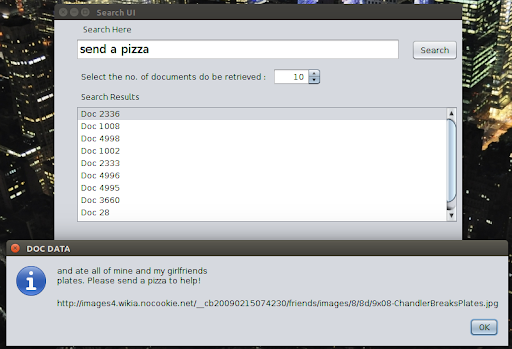 Search UI
Search Here
send a pizza
Search
Select the no. of documents do be retrieved :
10
Search Results
Doc 2336
Doc 1008
Doc 4998
Doc 1002
Doc 2333
Doc 4996
Doc 4995
Doc 3660
Doc 28
DOC DATA
and ate all of mine and my girlfriends
plates. Please send a pizza to help!
http://images4.wikia.nocookie.net/__cb20090215074230/friends/images/8/8d/9x08-ChandlerBreaksPlates.jpg
OK